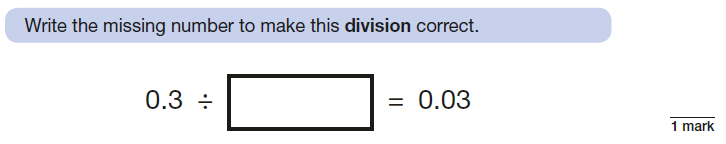 Write the missing number to make this division correct.
0.3 ÷ = 0.03
1 mark